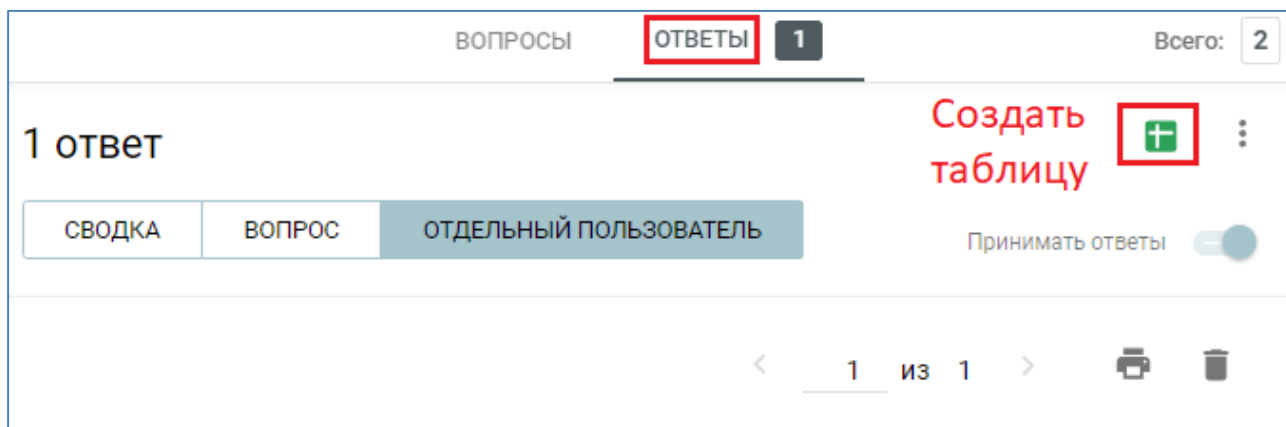 ВОПРОСЫ ОТВЕТЫ 1 Всего: 2
1 ответ
Создать
таблицу
СВОДКА ВОПРОС ОТДЕЛЬНЫЙ ПОЛЬЗОВАТЕЛЬ
Принимать ответы
1 из 1